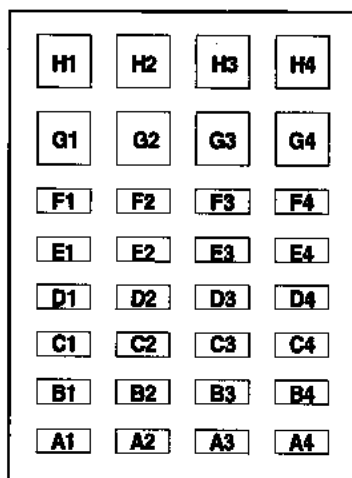 H1 H2 H3 H4
G1 G2 G3 G4
F1 F2 F3 F4
E1 E2 E3 E4
D1 D2 D3 D4
C1 C2 C3 C4
B1 B2 B3 B4
A1 A2 A3 A4